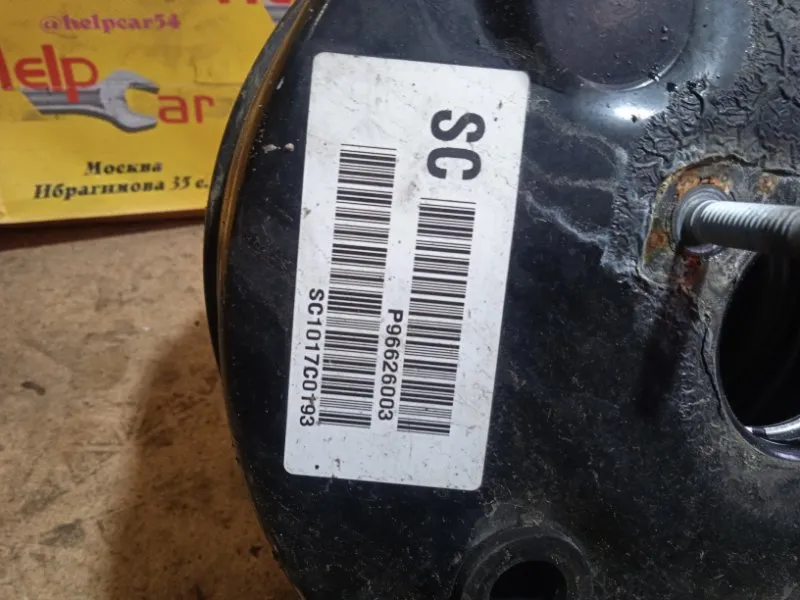 @helpcar54
Help
Car
Москва
Ибрагимова 35 с.
SC
P96626003
SC1017C0193